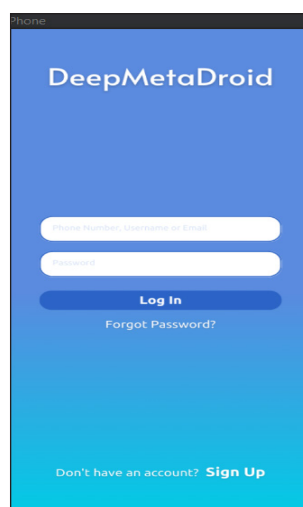 Phone
DeepMetaDroid
Phone Number, Username or Email
Password
Log In
Forgot Password?
Don't have an account? Sign Up